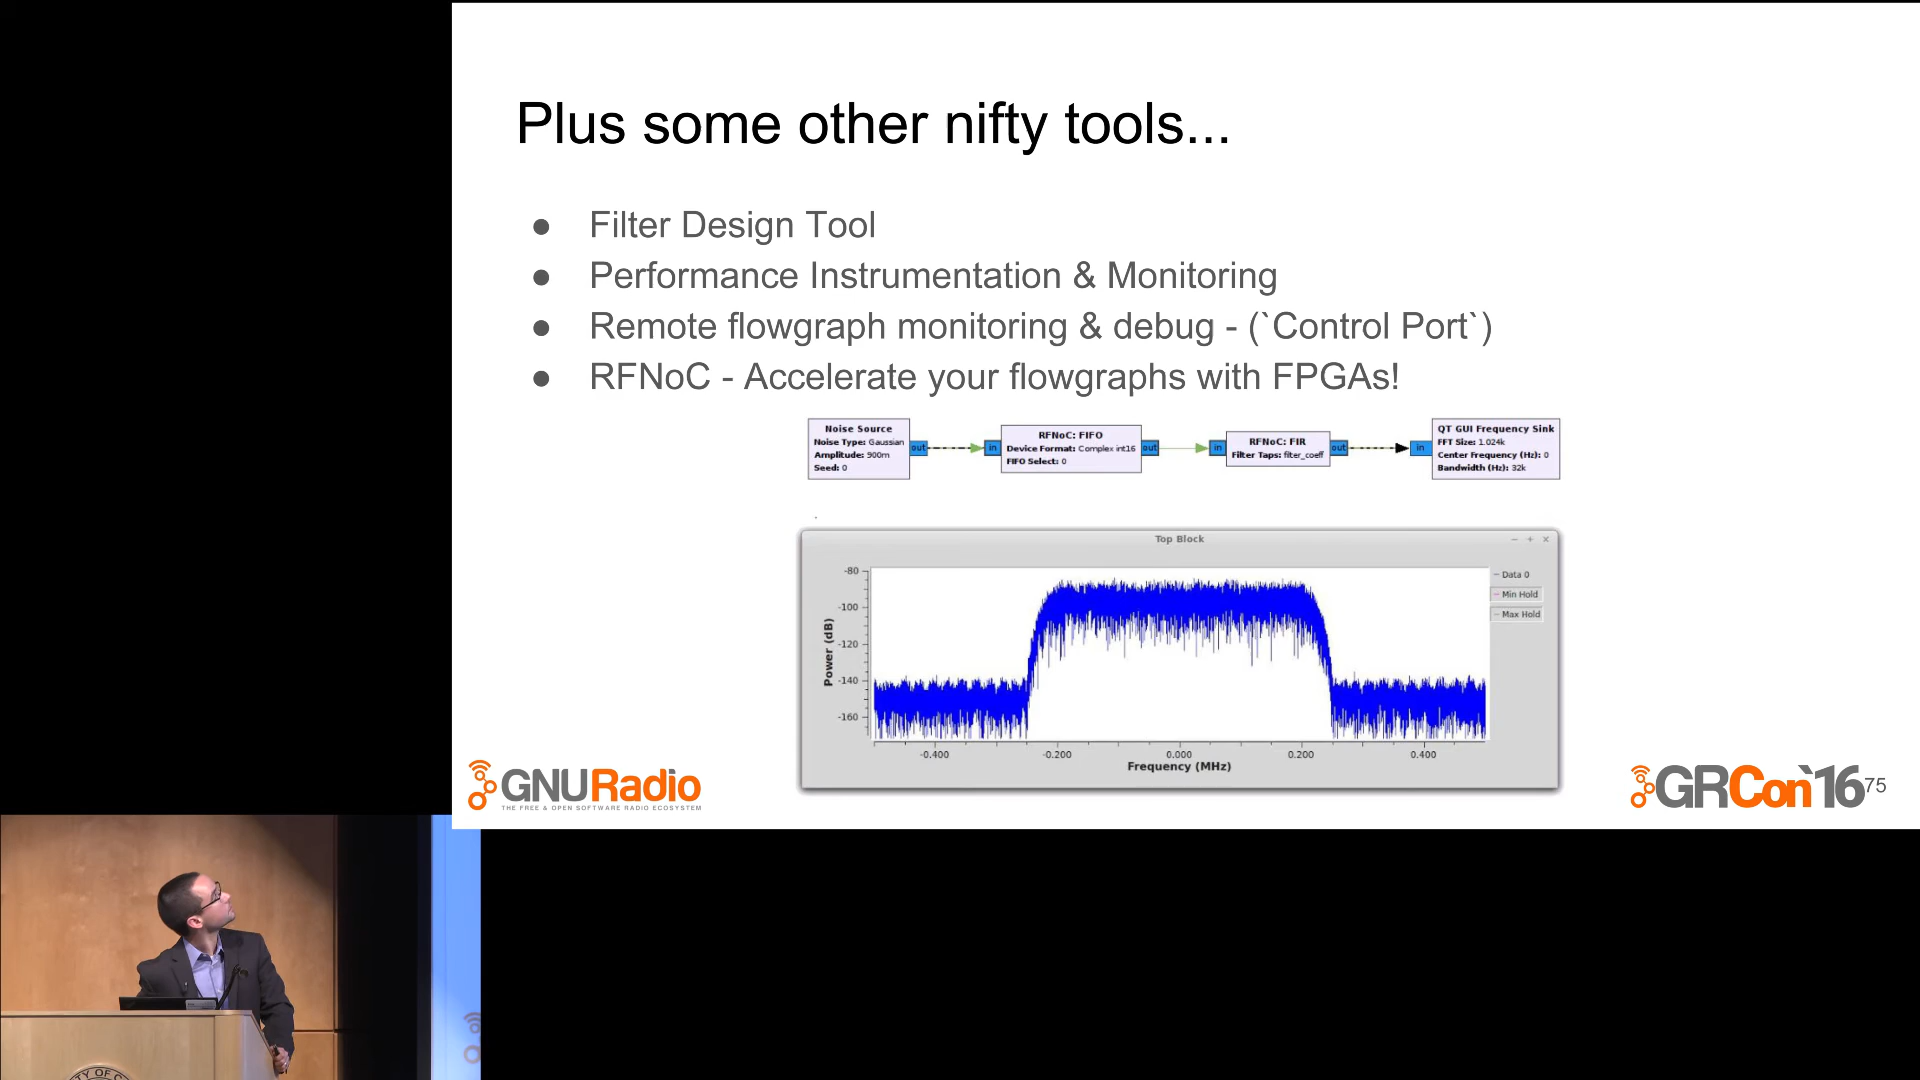 Plus some other nifty tools...
● Filter Design Tool
● Performance Instrumentation & Monitoring
● Remote flowgraph monitoring & debug - (`Control Port`)
● RFNoC - Accelerate your flowgraphs with FPGAs!
Noise Source
Noise Type: Gaussian
Amplitude: 900m
Seed: 0
out
in
RFNoC: FIFO
Device Format: Complex int16
FIFO Select: 0
out
in
RFNoC: FIR
Filter Taps: filter_coeff
out
in
QT GUI Frequency Sink
FFT Size: 1.024k
Center Frequency (Hz): 0
Bandwidth (Hz): 32k
Top Block
Power (dB)
-80
-100
-120
-140
-160
Data 0
Min Hold
Max Hold
-0.400 -0.200 0.000 0.200 0.400
Frequency (MHz)
GNURadio
THE FREE & OPEN SOFTWARE RADIO ECOSYSTEM
GRCon`16
75
TY OF C